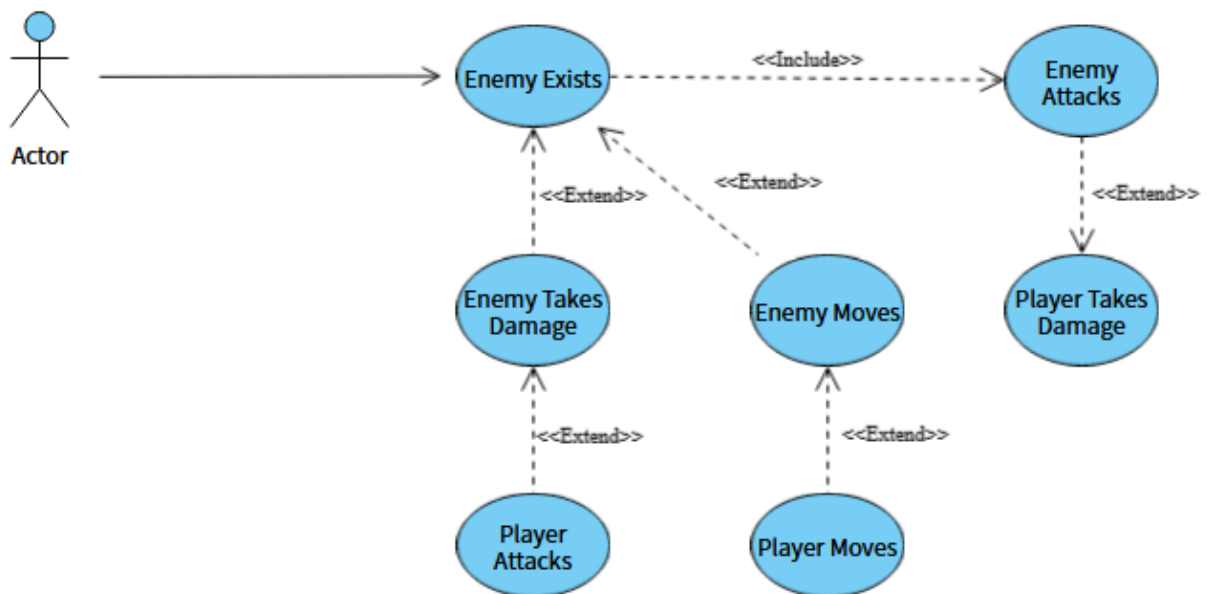 Actor
Enemy Exists
<<Include>>
Enemy
Attacks
<<Extend>>
<<Extend>>
<<Extend>>
Enemy Takes
Damage
Enemy Moves
Player Takes
Damage
<<Extend>>
<<Extend>>
Player
Attacks
Player Moves